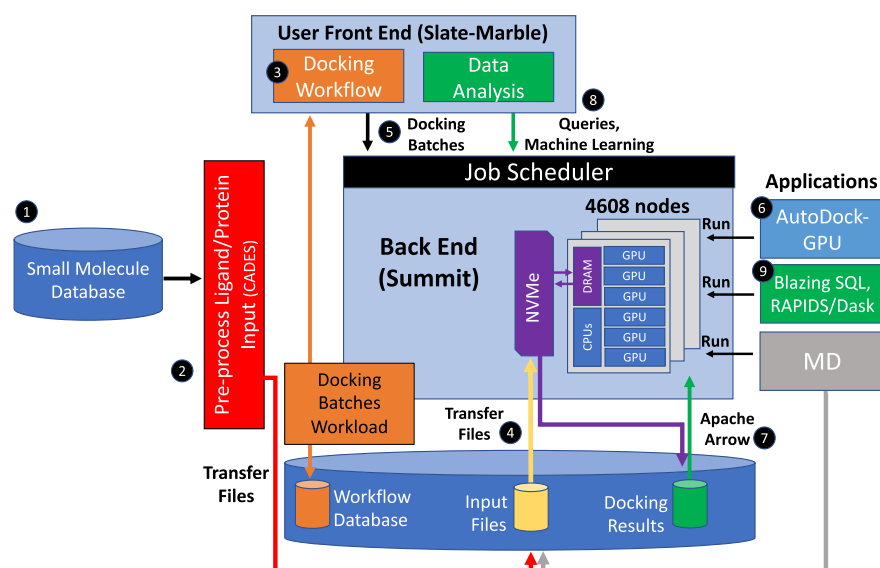 User Front End (Slate-Marble)
3
Docking
Workflow
Data
Analysis
5
Docking
Batches
8
Queries,
Machine Learning
Job Scheduler
1
Small Molecule
Database
2
Pre-process Ligand/Protein
Input (CADES)
Back End
(Summit)
4608 nodes
NVMe
DRAM
CPUs
GPU
GPU
GPU
GPU
GPU
GPU
Applications
Run
6
AutoDock-
GPU
Run
9
Blazing SQL,
RAPIDS/Dask
Run
MD
Docking
Batches
Workload
Transfer
Files
4
Apache
Arrow
7
Transfer
Files
Workflow
Database
Input
Files
Docking
Results